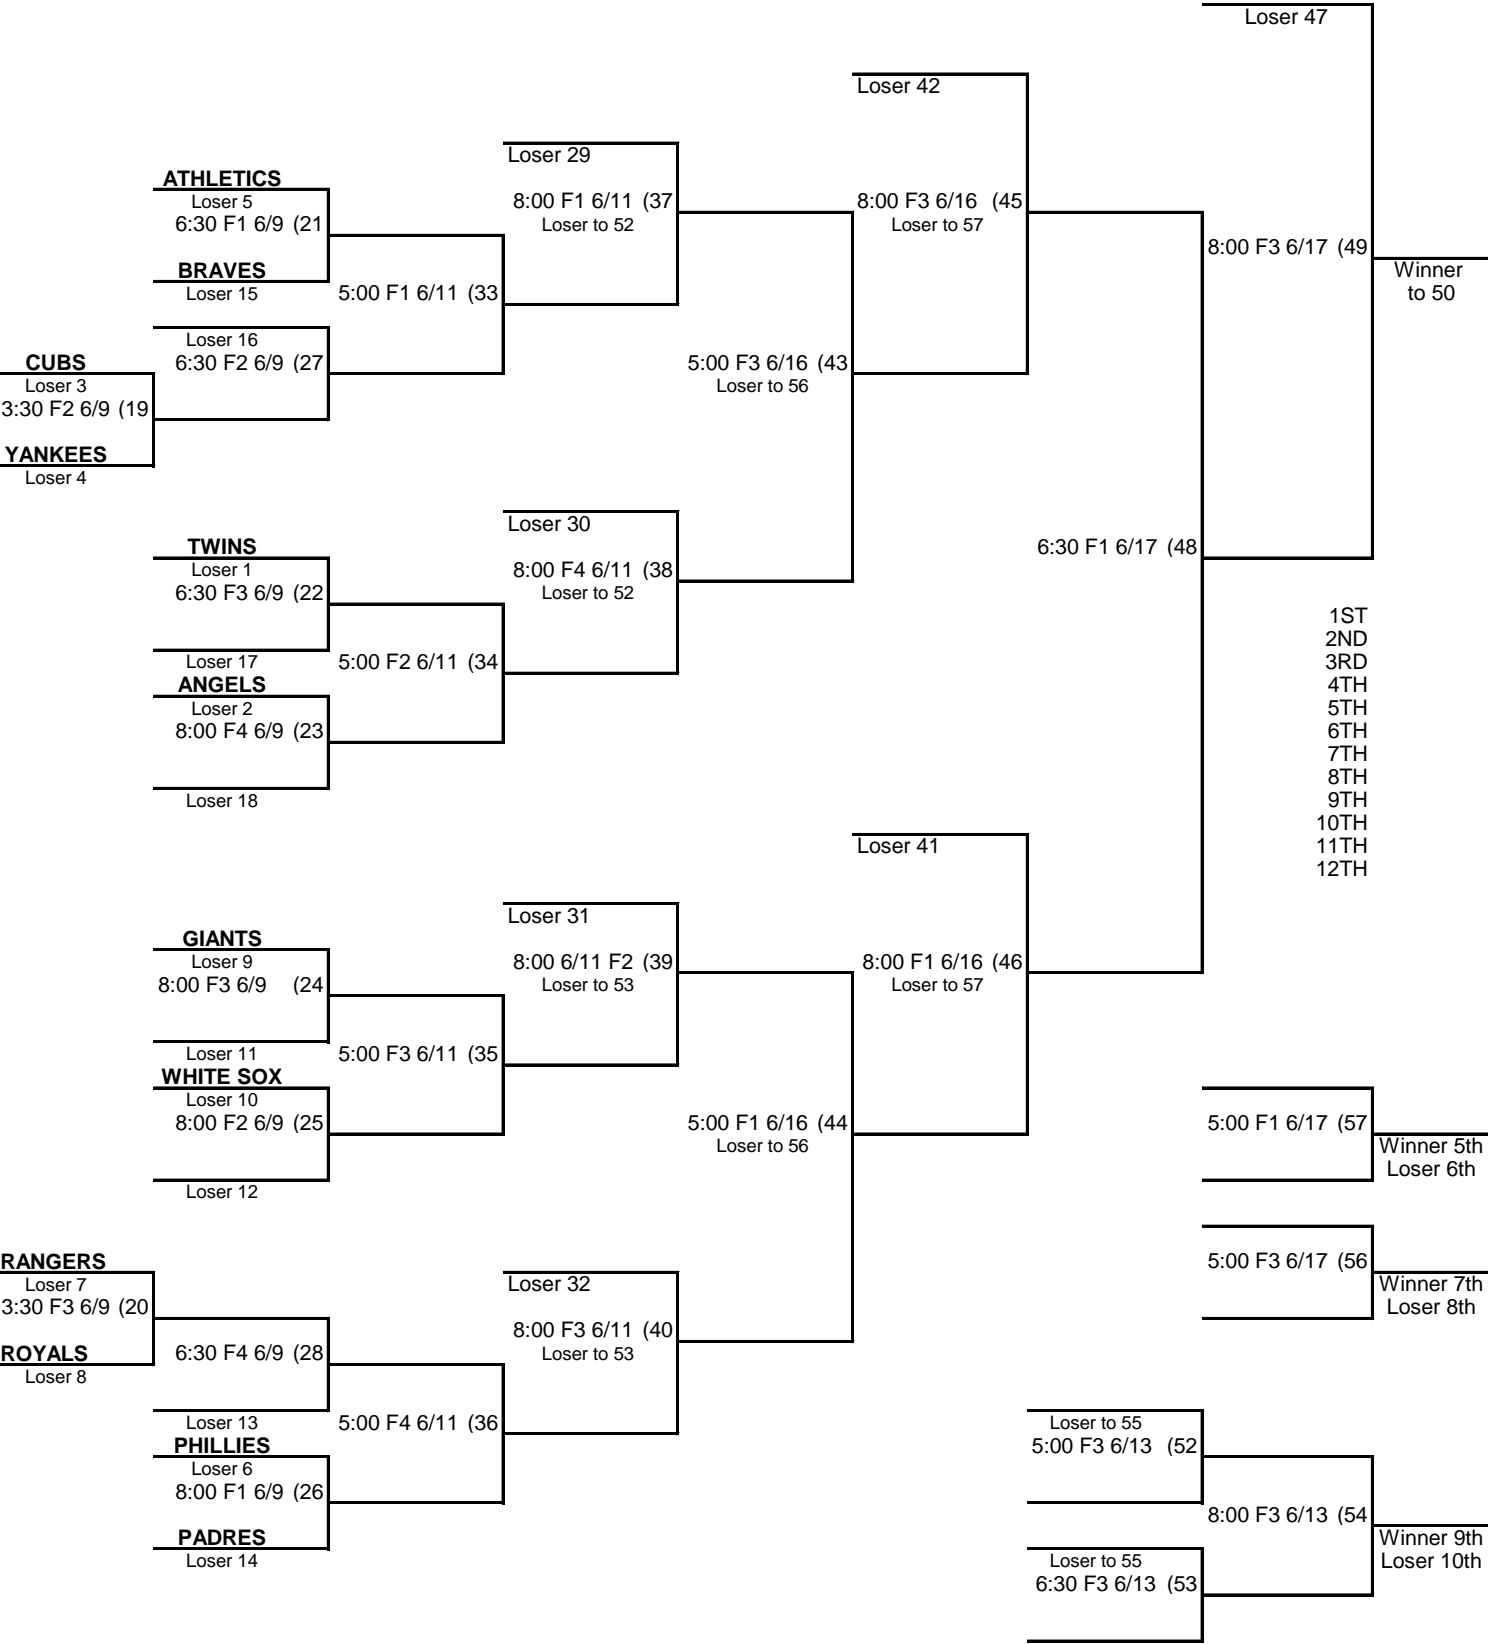 Loser 47
Loser 42
Loser 29
ATHLETICS
Loser 5
8:00 F1 6/11 (37
8:00 F3 6/16 (45
6:30 F1 6/9 (21
Loser to 52
Loser to 57
8:00 F3 6/17 (49
BRAVES
Winner
Loser 15
5:00 F1 6/11 (33
to 50
Loser 16
CUBS
6:30 F2 6/9 (27
5:00 F3 6/16 (43
Loser 3
Loser to 56
3:30 F2 6/9 (19
YANKEES
Loser 4
Loser 30
TWINS
6:30 F1 6/17 (48
Loser 1
8:00 F4 6/11 (38
6:30 F3 6/9 (22
Loser to 52
1ST
2ND
Loser 17
5:00 F2 6/11 (34
3RD
ANGELS
4TH
Loser 2
5TH
8:00 F4 6/9 (23
6TH
7TH
8TH
Loser 18
9TH
10TH
Loser 41
11TH
12TH
Loser 31
GIANTS
Loser 9
8:00 6/11 F2 (39
8:00 F1 6/16 (46
8:00 F3 6/9 (24
Loser to 53
Loser to 57
Loser 11
5:00 F3 6/11 (35
WHITE SOX
Loser 10
8:00 F2 6/9 (25
5:00 F1 6/16 (44
5:00 F1 6/17 (57
Loser to 56
Winner 5th
Loser 6th
Loser 12
RANGERS
5:00 F3 6/17 (56
Loser 7
Loser 32
Winner 7th
3:30 F3 6/9 (20
Loser 8th
8:00 F3 6/11 (40
ROYALS
6:30 F4 6/9 (28
Loser to 53
Loser 8
Loser 13
5:00 F4 6/11 (36
Loser to 55
PHILLIES
5:00 F3 6/13 (52
Loser 6
8:00 F1 6/9 (26
8:00 F3 6/13 (54
PADRES
Winner 9th
Loser 14
Loser to 55
Loser 10th
6:30 F3 6/13 (53